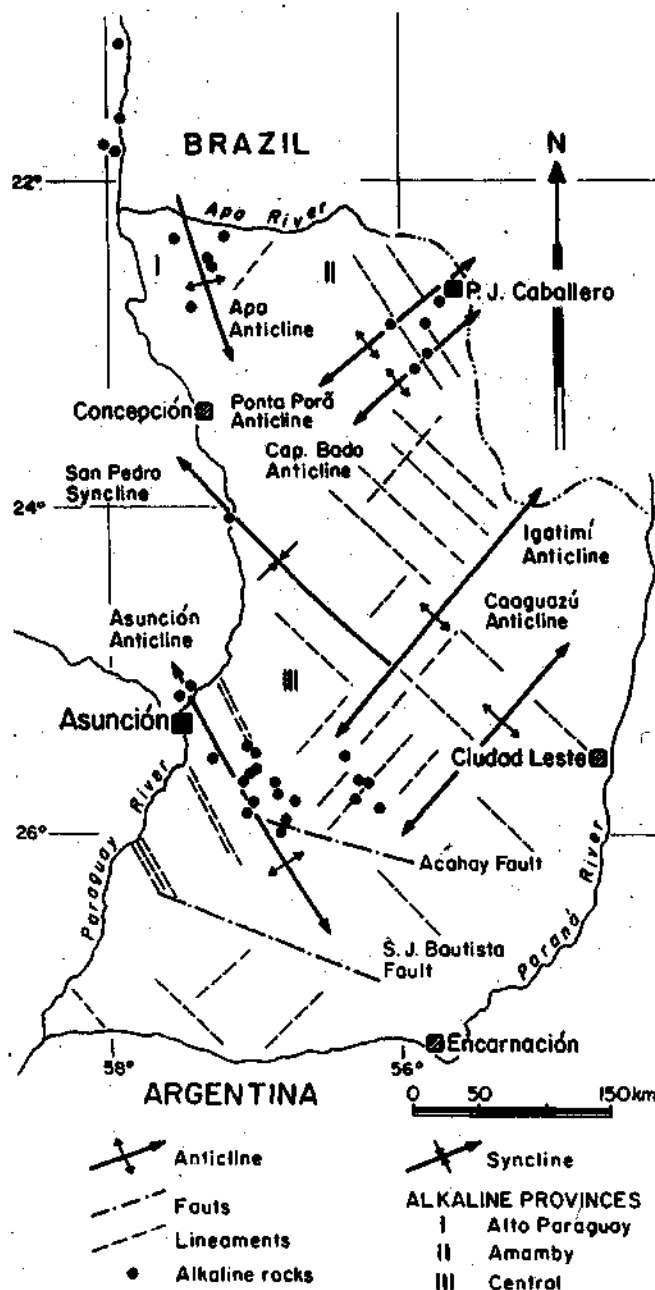 BRAZIL
N
22°
Apa River
I
II
P. J. Caballero
Apa
Anticline
Concepción
Ponta Porã
Anticline
Cap. Bado
Anticline
San Pedro
Syncline
24°
Igatimí
Anticline
Caaguazú
Anticline
Asunción
Anticline
III
Asunción
Ciudad Leste
26°
Acahay Fault
Paraguay River
Paraná River
S. J. Bautista
Fault
Encarnación
58°
56°
ARGENTINA
0 50 150km
Anticline
Syncline
Fauts
Lineaments
Alkaline rocks
ALKALINE PROVINCES
I Alto Paraguay
II Amamby
III Central